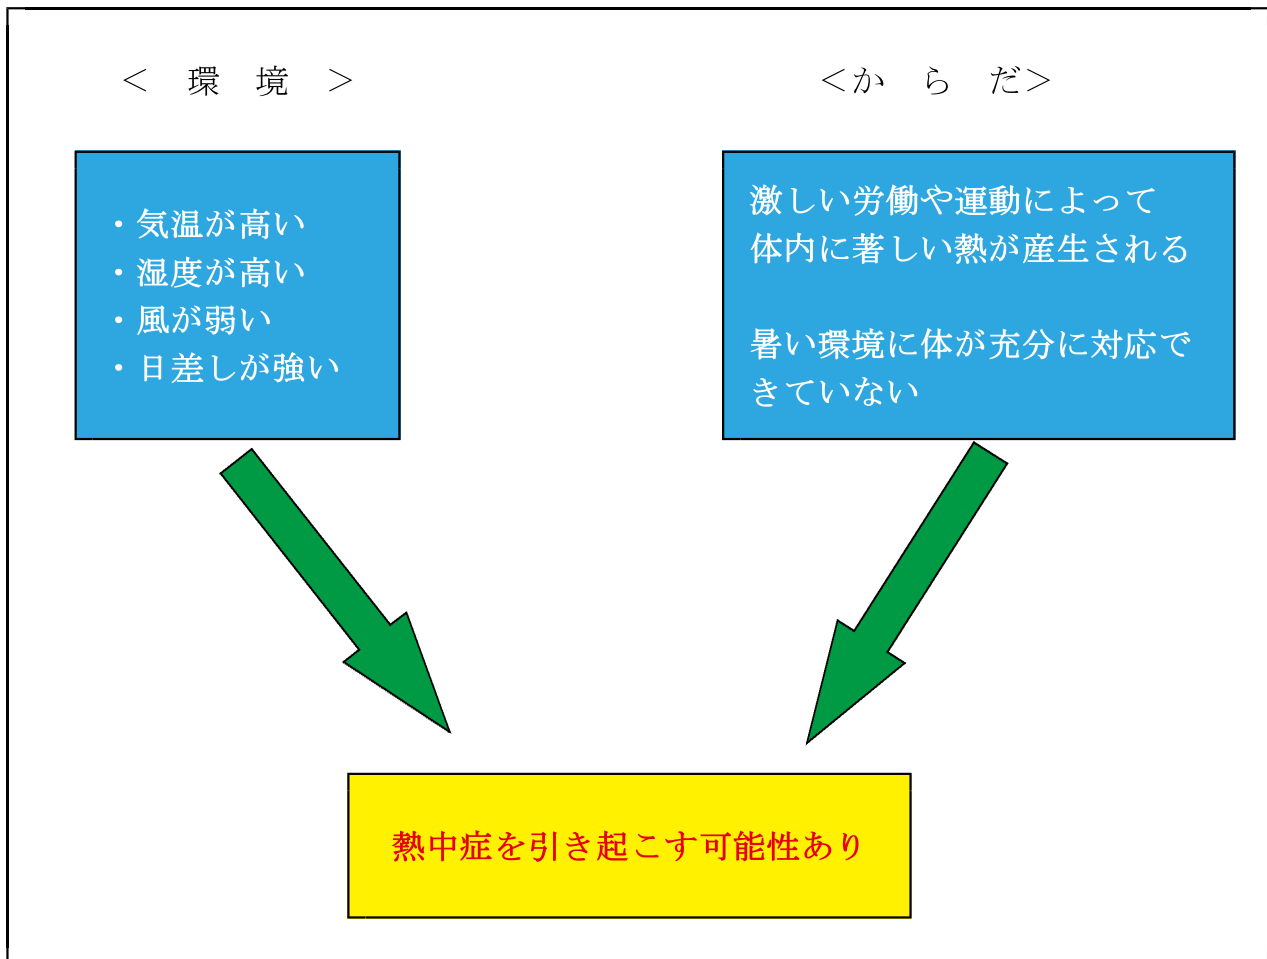 ＜　環　境　＞
・気温が高い
・湿度が高い
・風が弱い
・日差しが強い
＜か　ら　だ＞
激しい労働や運動によって
体内に著しい熱が産生される
暑い環境に体が充分に対応で
きていない
熱中症を引き起こす可能性あり